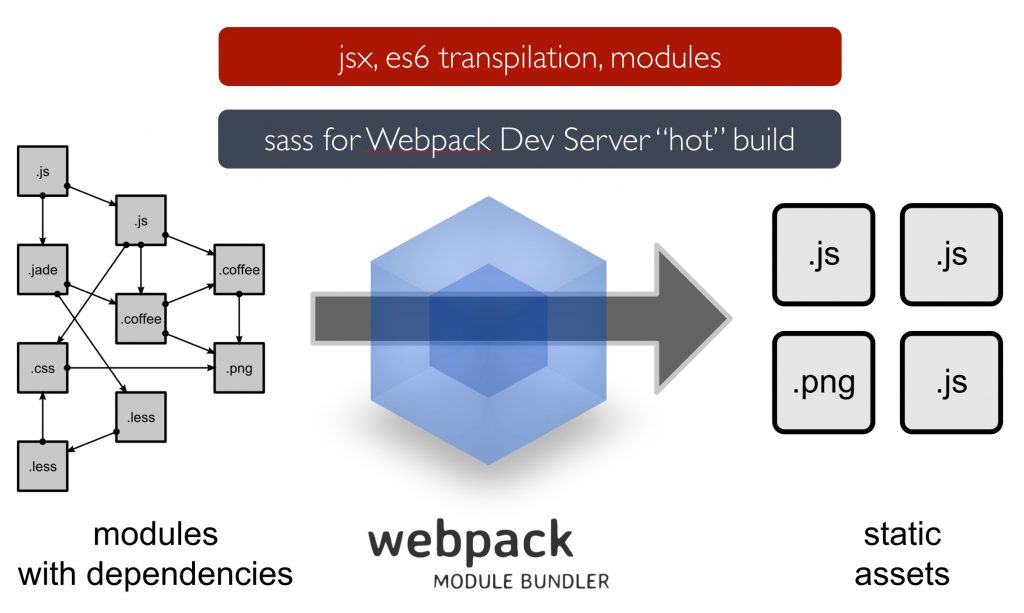 jsx, es6 transpilation, modules
sass for Webpack Dev Server “hot” build
.js
.js
.jade
.coffee
.coffee
.css
.png
.less
.less
.js
.js
.png
.js
modules
with dependencies
webpack
MODULE BUNDLER
static
assets